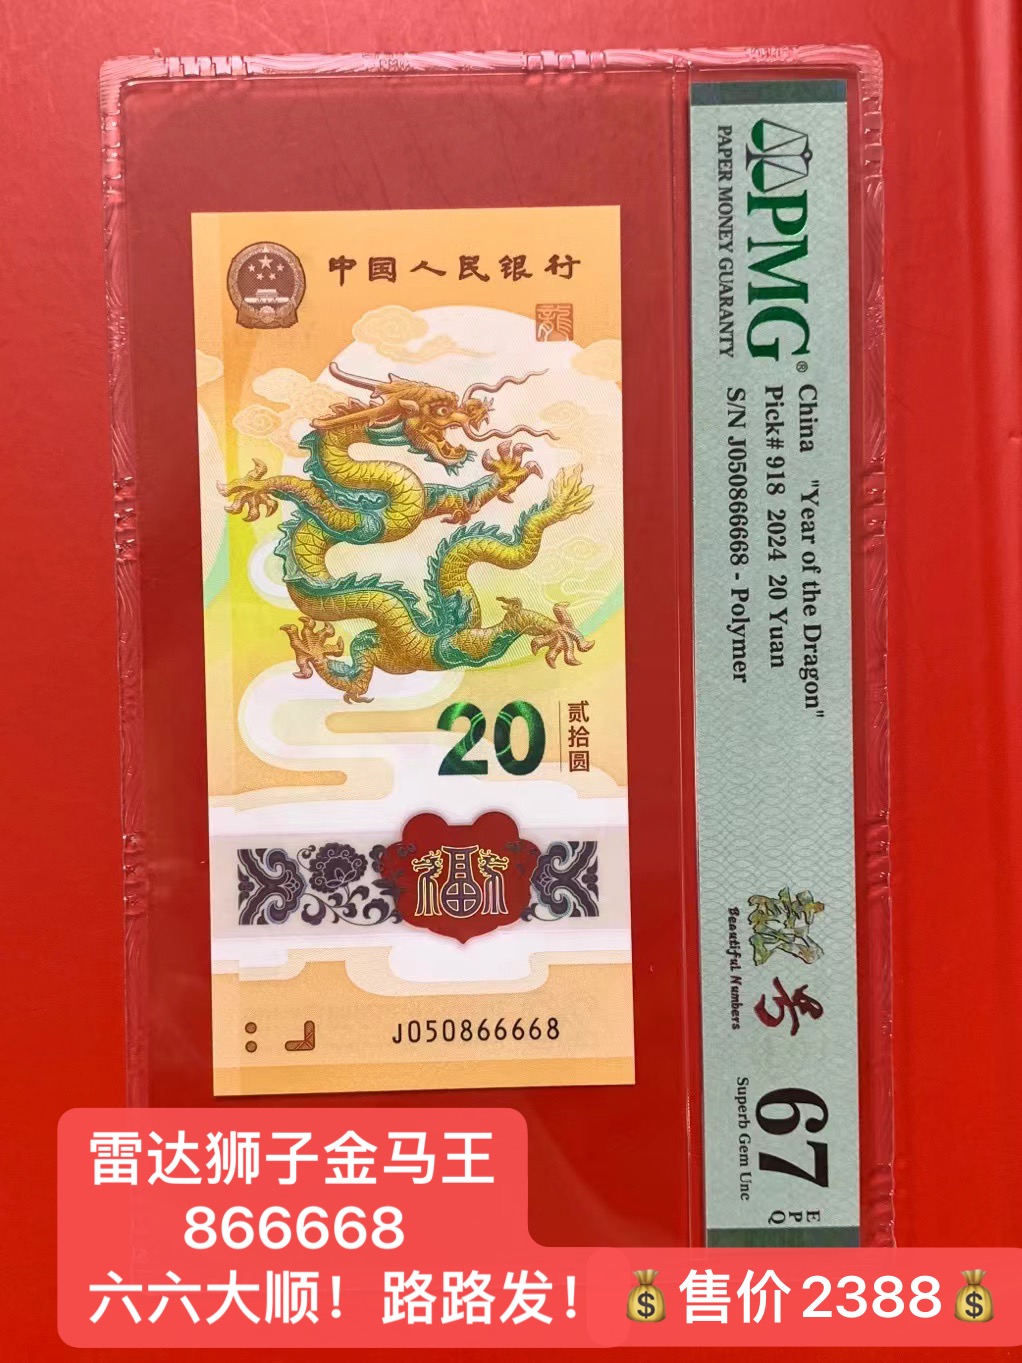 中国人民银行
龍
20
贰拾圆
福
J050866668
PMG®
PAPER MONEY GUARANTY
China "Year of the Dragon"
Pick# 918 2024 20 Yuan
S/N J050866668 - Polymer
靓号
Beautiful Numbers
67 EPQ
Superb Gem Unc
雷达狮子金马王
866668
六六大顺！路路发！
💰售价2388💰